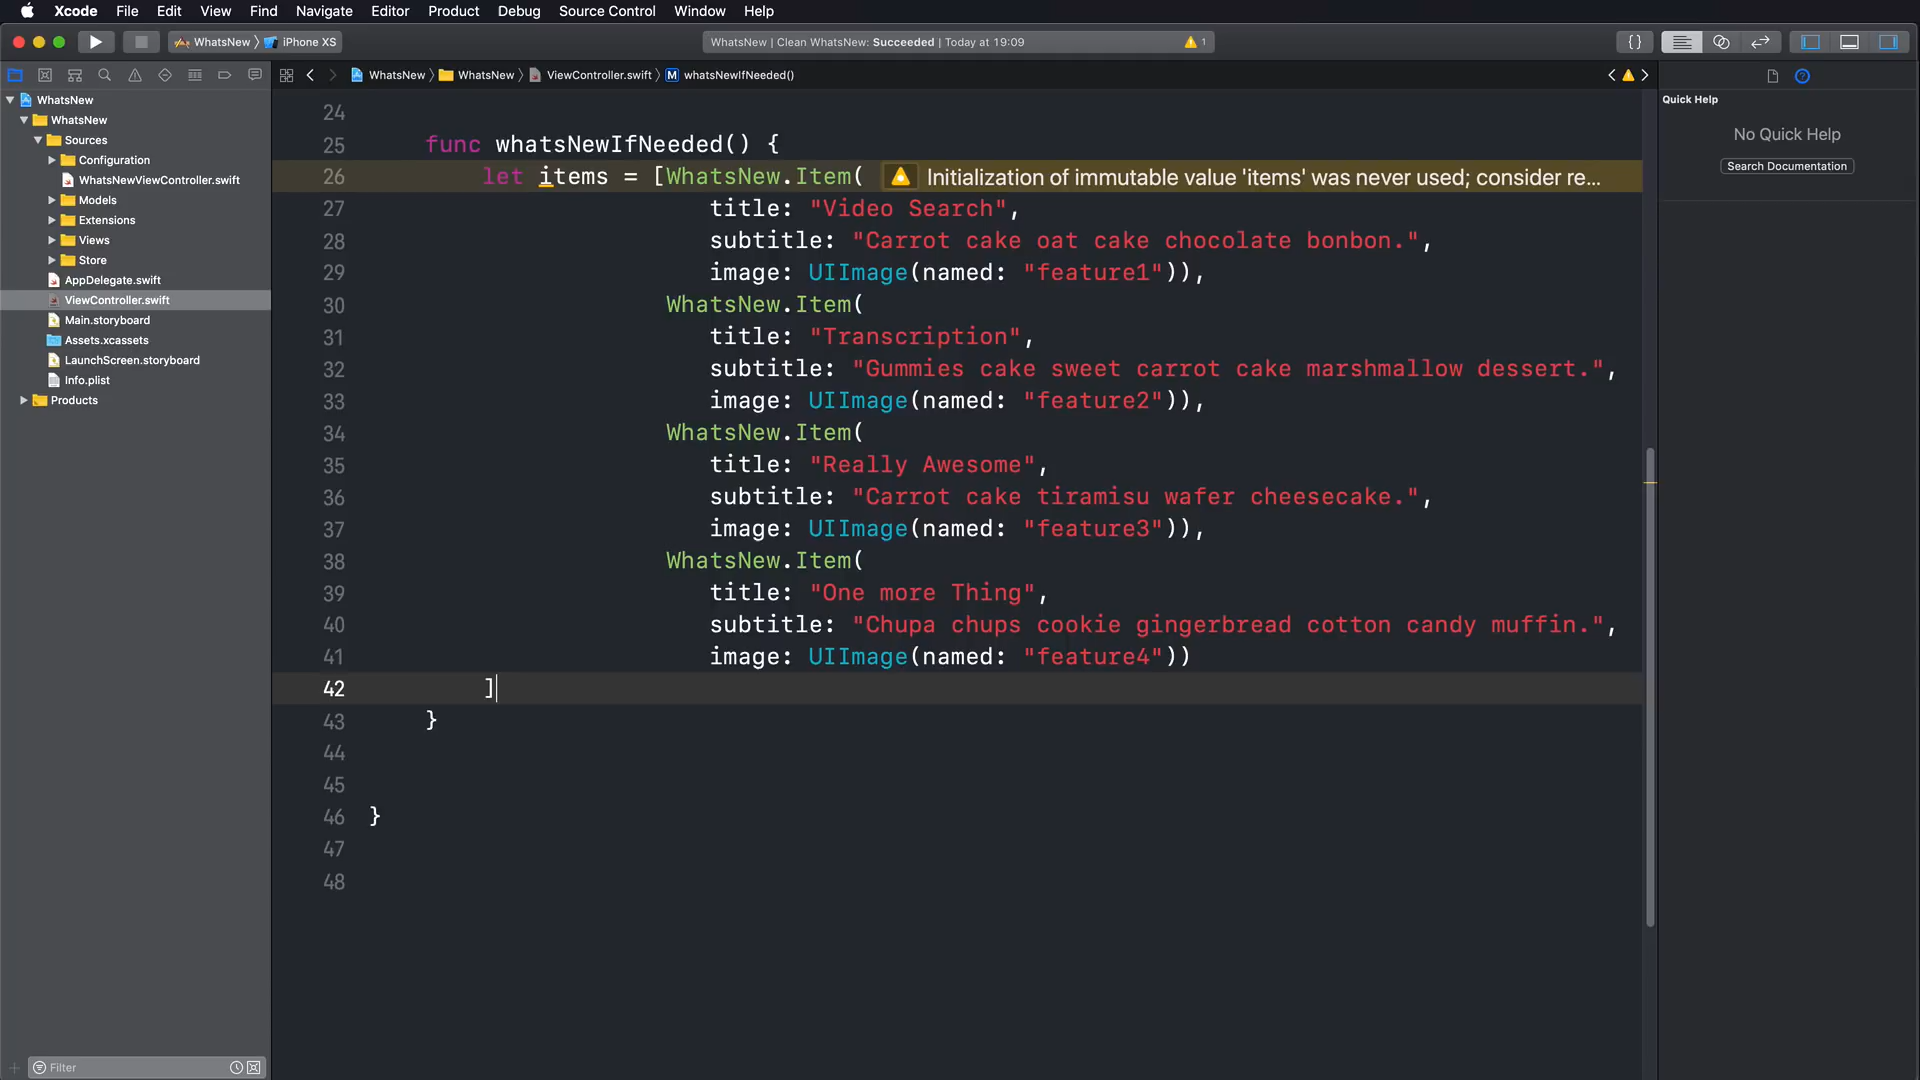 Xcode File Edit View Find Navigate Editor Product Debug Source Control Window Help
WhatsNew iPhone XS
WhatsNew | Clean WhatsNew: Succeeded | Today at 19:09
1
WhatsNew WhatsNew ViewController.swift M whatsNewIfNeeded()
WhatsNew
WhatsNew
Sources
Configuration
WhatsNewViewController.swift
Models
Extensions
Views
Store
AppDelegate.swift
ViewController.swift
Main.storyboard
Assets.xcassets
LaunchScreen.storyboard
Info.plist
Products
Filter
24
25 func whatsNewIfNeeded() {
26 let items = [WhatsNew.Item( Initialization of immutable value 'items' was never used; consider re...
27 title: "Video Search",
28 subtitle: "Carrot cake oat cake chocolate bonbon.",
29 image: UIImage(named: "feature1")),
30 WhatsNew.Item(
31 title: "Transcription",
32 subtitle: "Gummies cake sweet carrot cake marshmallow dessert.",
33 image: UIImage(named: "feature2")),
34 WhatsNew.Item(
35 title: "Really Awesome",
36 subtitle: "Carrot cake tiramisu wafer cheesecake.",
37 image: UIImage(named: "feature3")),
38 WhatsNew.Item(
39 title: "One more Thing",
40 subtitle: "Chupa chups cookie gingerbread cotton candy muffin.",
41 image: UIImage(named: "feature4"))
42 ]
43 }
44
45
46 }
47
48
Quick Help
No Quick Help
Search Documentation